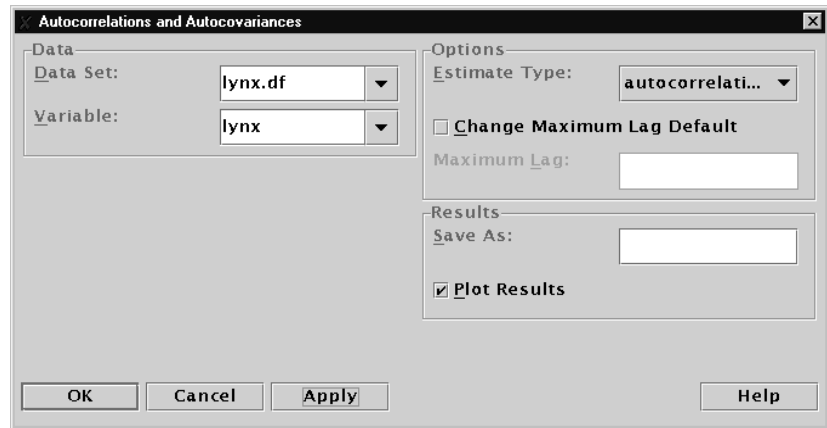 Autocorrelations and Autocovariances
Data
Data Set:
lynx.df
Variable:
lynx
Options
Estimate Type:
autocorrelati...
Change Maximum Lag Default
Maximum Lag:
Results
Save As:
Plot Results
OK
Cancel
Apply
Help